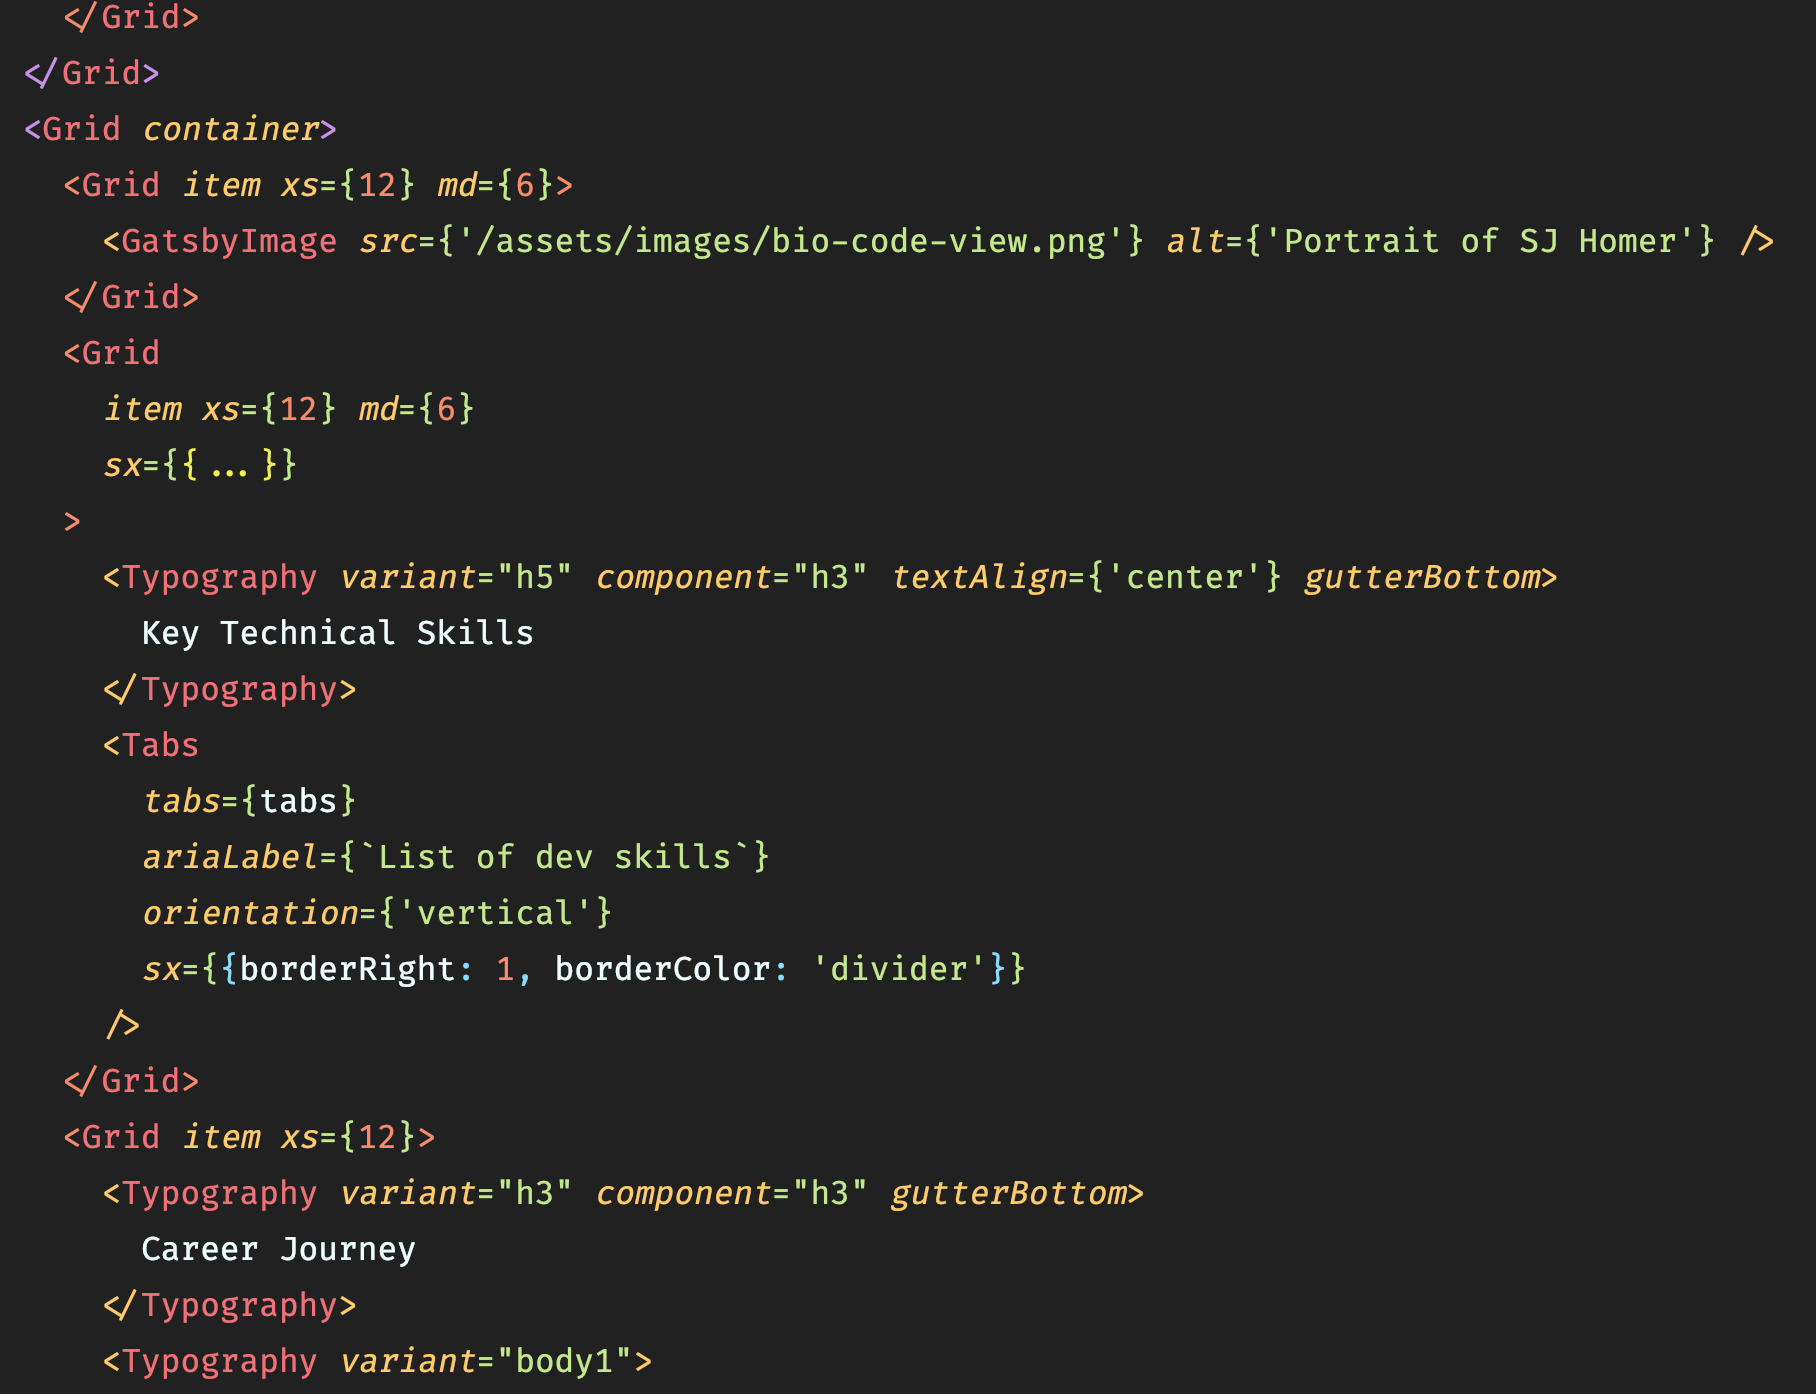 </Grid>
</Grid>
<Grid container>
<Grid item xs={12} md={6}>
<GatsbyImage src={'/assets/images/bio-code-view.png'} alt={'Portrait of SJ Homer'} />
</Grid>
<Grid
item xs={12} md={6}
sx={{ ... }}
>
<Typography variant="h5" component="h3" textAlign={'center'} gutterBottom>
Key Technical Skills
</Typography>
<Tabs
tabs={tabs}
ariaLabel={`List of dev skills`}
orientation={'vertical'}
sx={{borderRight: 1, borderColor: 'divider'}}
/>
</Grid>
<Grid item xs={12}>
<Typography variant="h3" component="h3" gutterBottom>
Career Journey
</Typography>
<Typography variant="body1">